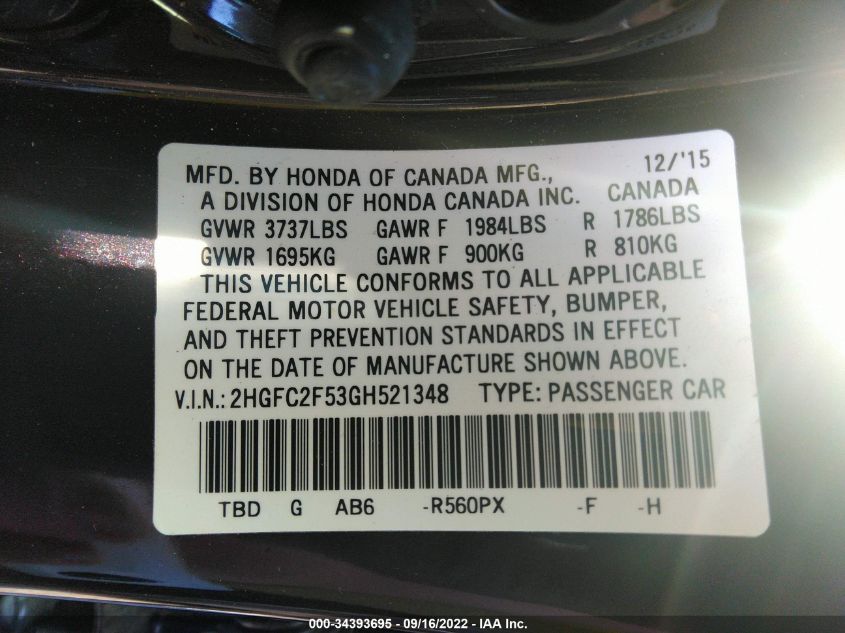 MFD. BY HONDA OF CANADA MFG., 12/'15
A DIVISION OF HONDA CANADA INC. CANADA
GVWR 3737LBS GAWR F 1984LBS R 1786LBS
GVWR 1695KG GAWR F 900KG R 810KG
THIS VEHICLE CONFORMS TO ALL APPLICABLE
FEDERAL MOTOR VEHICLE SAFETY, BUMPER,
AND THEFT PREVENTION STANDARDS IN EFFECT
ON THE DATE OF MANUFACTURE SHOWN ABOVE.
V.I.N.: 2HGFC2F53GH521348 TYPE: PASSENGER CAR
TBD G AB6 -R560PX -F -H
000-34393695 - 09/16/2022 - IAA Inc.